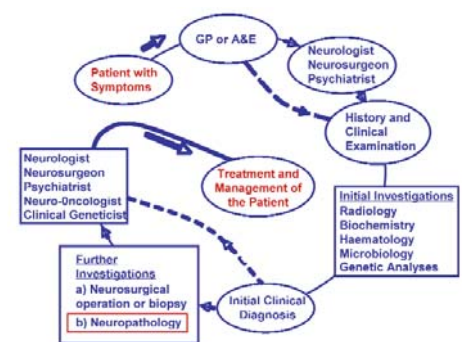 GP or A&E
Patient with
Symptoms
Neurologist
Neurosurgeon
Psychiatrist
History and
Clinical
Examination
Initial Investigations
Radiology
Biochemistry
Haematology
Microbiology
Genetic Analyses
Initial Clinical
Diagnosis
Further
Investigations
a) Neurosurgical
operation or biopsy
b) Neuropathology
Neurologist
Neurosurgeon
Psychiatrist
Neuro-0ncologist
Clinical Geneticist
Treatment and
Management of
the Patient